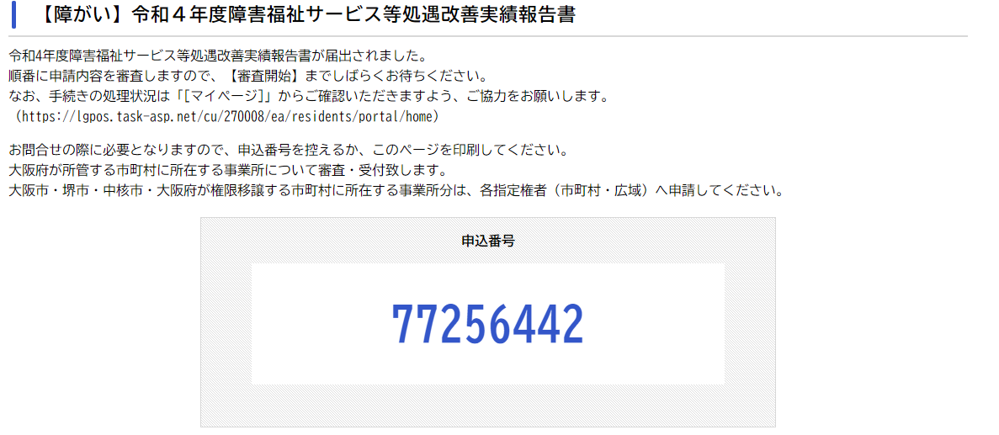 【障がい】令和４年度障害福祉サービス等処遇改善実績報告書
令和4年度障害福祉サービス等処遇改善実績報告書が届出されました。
順番に申請内容を審査しますので、【審査開始】までしばらくお待ちください。
なお、手続きの処理状況は「[マイページ]」からご確認いただきますよう、ご協力をお願いします。
（https://lgpos.task-asp.net/cu/270008/ea/residents/portal/home）
お問合せの際に必要となりますので、申込番号を控えるか、このページを印刷してください。
大阪府が所管する市町村に所在する事業所について審査・受付致します。
大阪市・堺市・中核市・大阪府が権限移譲する市町村に所在する事業所分は、各指定権者（市町村・広域）へ申請してください。
申込番号
77256442